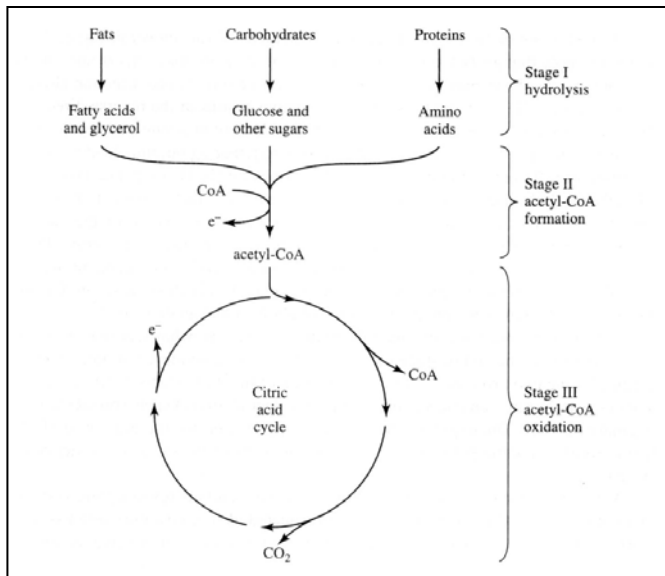 Fats
Carbohydrates
Proteins
Stage I
hydrolysis
Fatty acids
and glycerol
Glucose and
other sugars
Amino
acids
CoA
e⁻
Stage II
acetyl-CoA
formation
acetyl-CoA
e⁻
CoA
Citric
acid
cycle
Stage III
acetyl-CoA
oxidation
CO₂